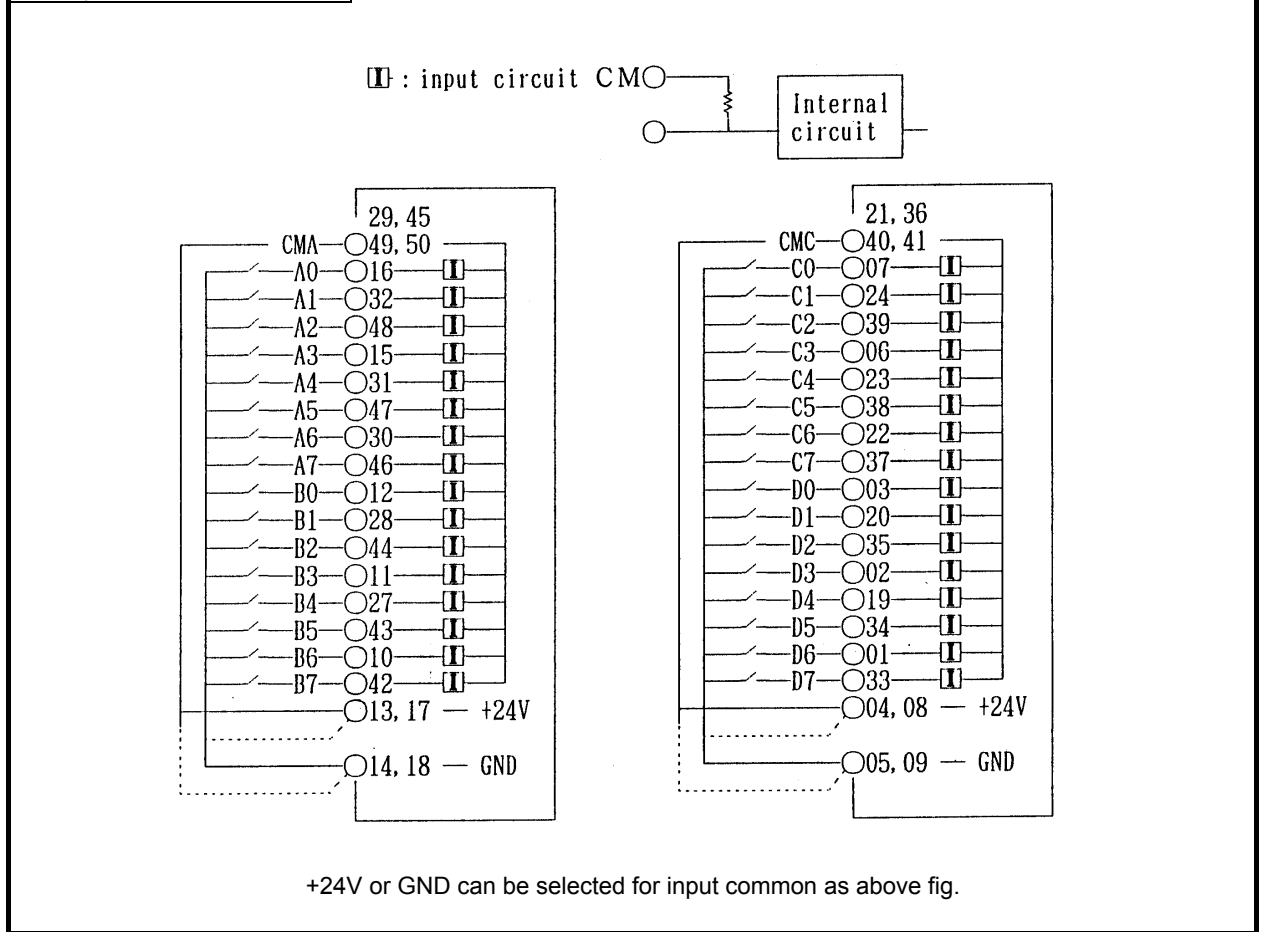 I : input circuit CM
Internal
circuit
29, 45
CMA 49, 50
A0 16 I
A1 32 I
A2 48 I
A3 15 I
A4 31 I
A5 47 I
A6 30 I
A7 46 I
B0 12 I
B1 28 I
B2 44 I
B3 11 I
B4 27 I
B5 43 I
B6 10 I
B7 42 I
13, 17 — +24V
14, 18 — GND
21, 36
CMC 40, 41
C0 07 I
C1 24 I
C2 39 I
C3 06 I
C4 23 I
C5 38 I
C6 22 I
C7 37 I
D0 03 I
D1 20 I
D2 35 I
D3 02 I
D4 19 I
D5 34 I
D6 01 I
D7 33 I
04, 08 — +24V
05, 09 — GND
+24V or GND can be selected for input common as above fig.